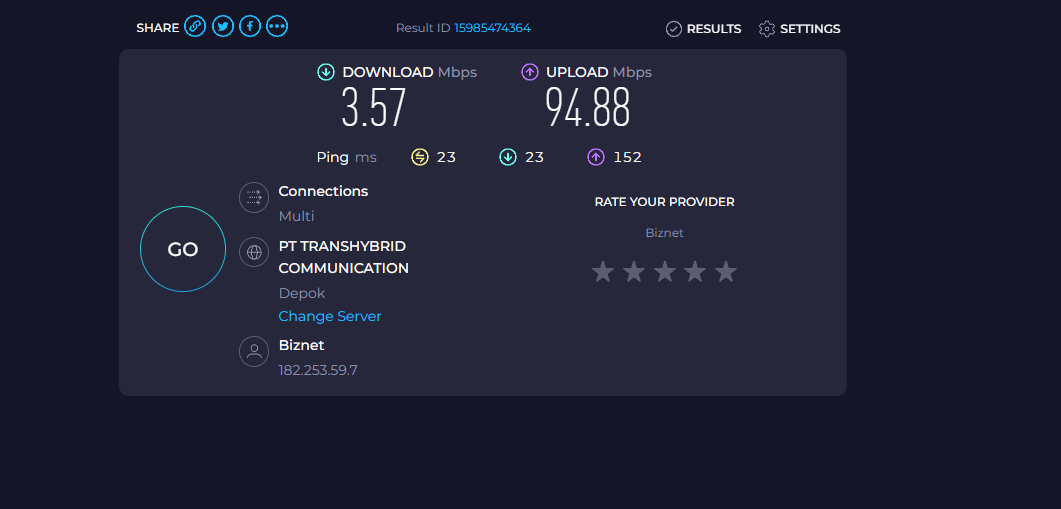 SHARE
Result ID 15985474364
RESULTS
SETTINGS
DOWNLOAD Mbps
3.57
UPLOAD Mbps
94.88
Ping ms
23
23
152
GO
Connections
Multi
PT TRANSHYBRID
COMMUNICATION
Depok
Change Server
Biznet
182.253.59.7
RATE YOUR PROVIDER
Biznet